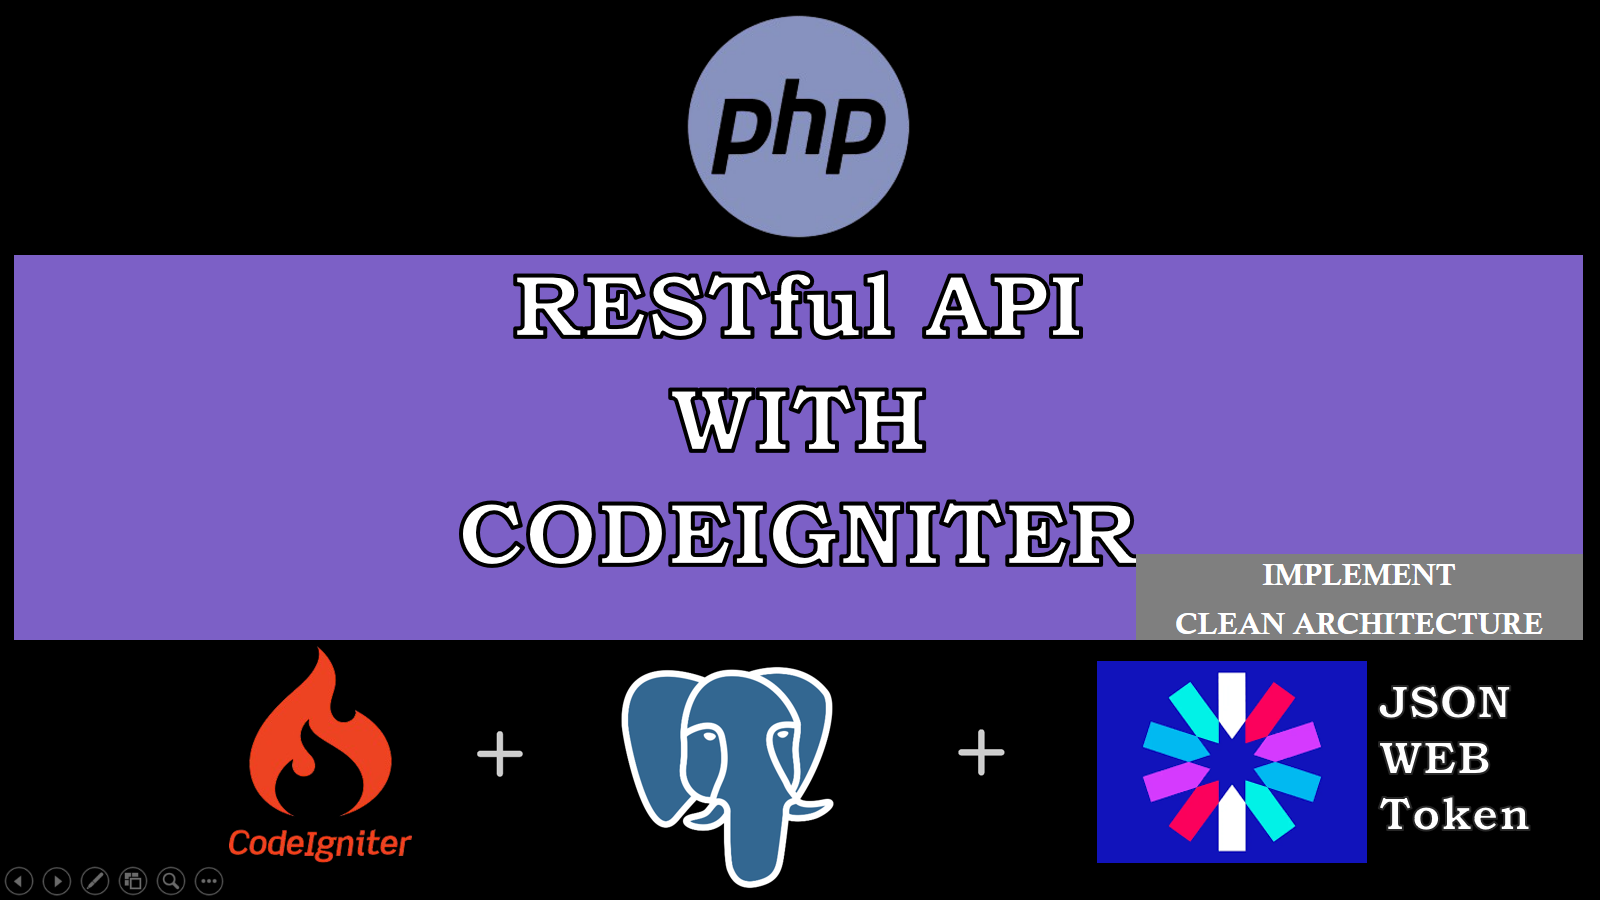 php
RESTful API
WITH
CODEIGNITER
IMPLEMENT
CLEAN ARCHITECTURE
CodeIgniter
+
+
JSON
WEB
Token